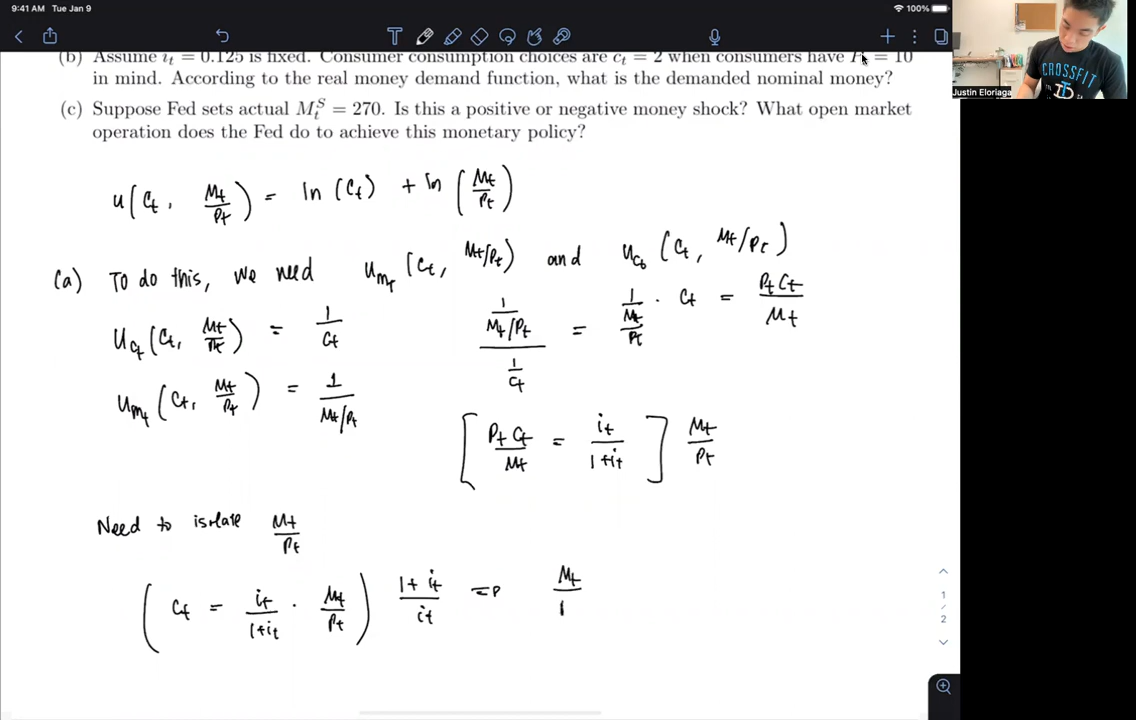 9:41 AM Tue Jan 9
100%
(b) Assume i_t = 0.125 is fixed. Consumer consumption choices are c_t = 2 when consumers have P_t = 10
in mind. According to the real money demand function, what is the demanded nominal money?
(c) Suppose Fed sets actual M_t^S = 270. Is this a positive or negative money shock? What open market
operation does the Fed do to achieve this monetary policy?
u(C_t, M_t/P_t) = ln(C_t) + ln(M_t/P_t)
(a) To do this, we need u_{m_t}(C_t, M_t/P_t) and u_{C_t}(C_t, M_t/P_t)
u_{C_t}(C_t, M_t/P_t) = 1/C_t
(1/(M_t/P_t))/(1/C_t) = 1/(M_t/P_t) · C_t = P_t C_t/M_t
u_{m_t}(C_t, M_t/P_t) = 1/(M_t/P_t)
[P_t C_t/M_t = i_t/(1+i_t)] M_t/P_t
Need to isolate M_t/P_t
(C_t = i_t/(1+i_t) · M_t/P_t) (1+i_t)/i_t => M_t/
1
/
2
Justin Eloriaga
CROSSFIT